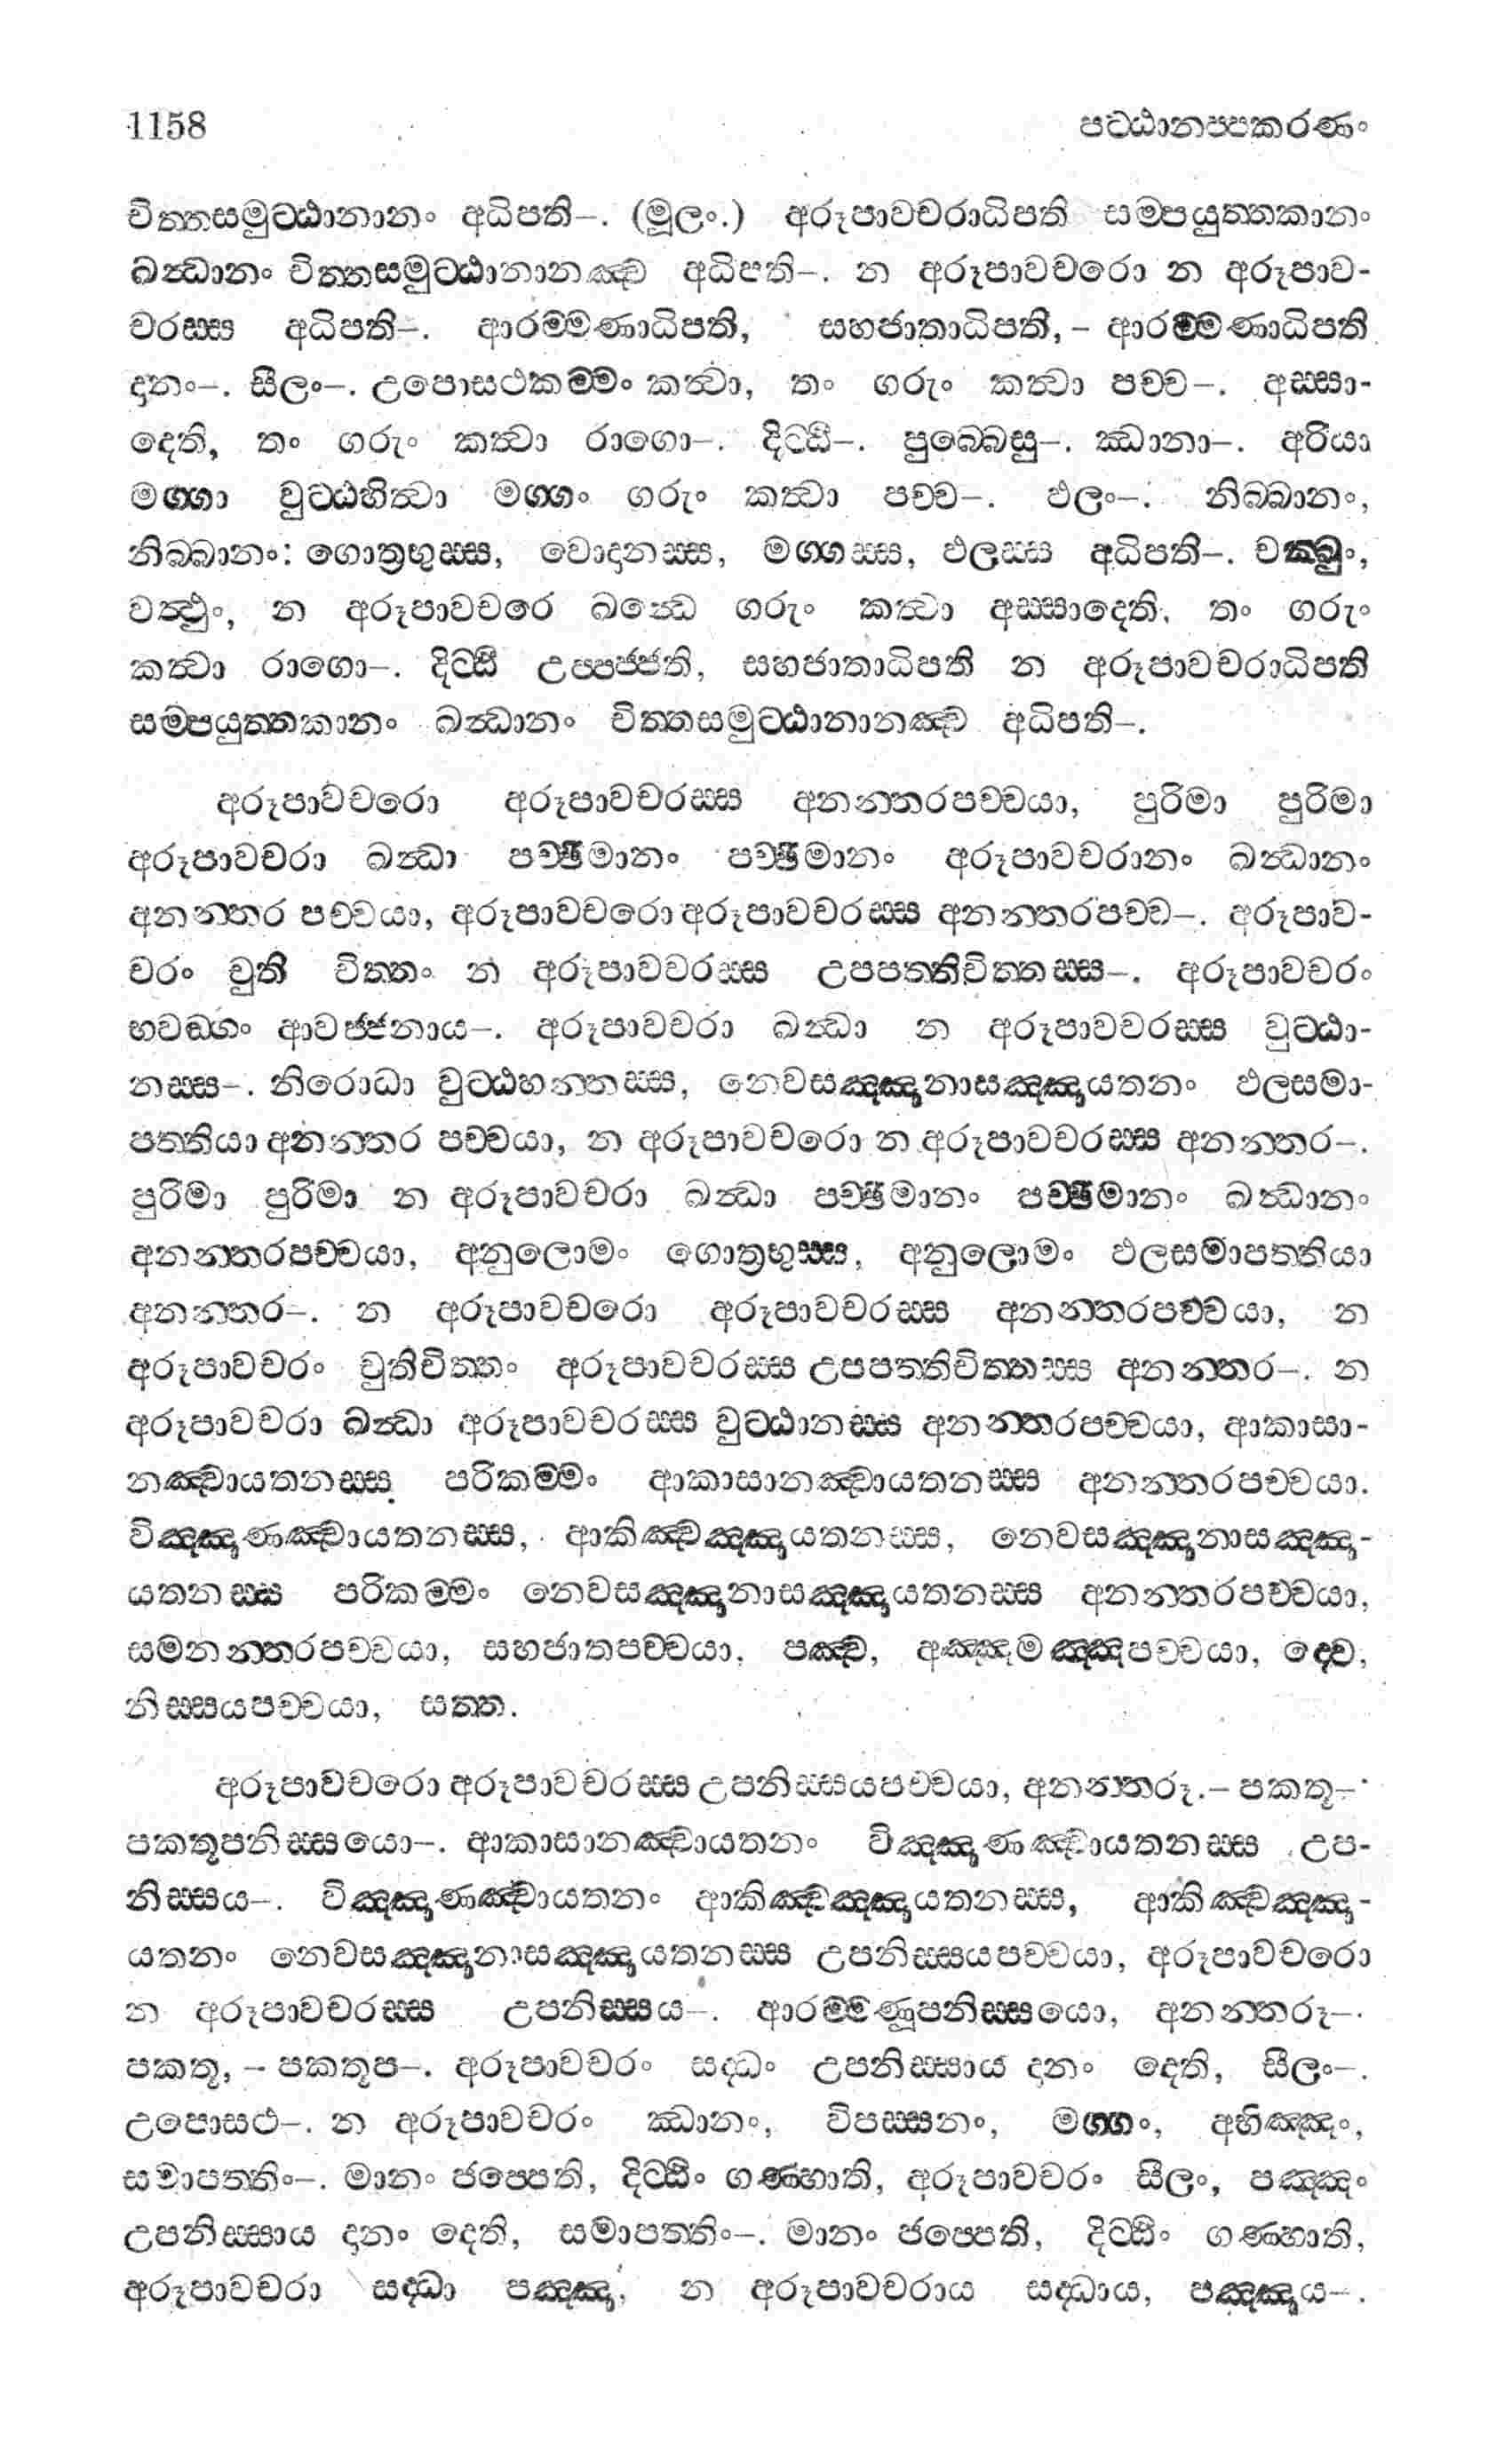 1158 පට්ඨානප්පකරණං
චිත්තසමුට්ඨානානං අධිපති–. (මූලං.) අරූපාවචරාධිපති සම්පයුත්තකානං
ඛන්ධානං චිත්තසමුට්ඨානානඤ්ච අධිපති–. න අරූපාවචරො න අරූපාව-
චරස්ස අධිපති–. ආරම්මණාධිපති, සහජාතාධිපති, – ආරම්මණාධිපති
දානං–. සීලං–. උපොසථකම්මං කත්වා, තං ගරුං කත්වා පච්ච–. අස්සා-
දෙති, තං ගරුං කත්වා රාගො–. දිට්ඨි–. පුබ්බෙසු–. ඣානා–. අරියා
මග්ගා වුට්ඨහිත්වා මග්ගං ගරුං කත්වා පච්ච–. ඵලං–. නිබ්බානං,
නිබ්බානං: ගොත්‍රභුස්ස, වොදානස්ස, මග්ගස්ස, ඵලස්ස අධිපති–. චක්ඛුං,
වත්ථුං, න අරූපාවචරෙ ඛන්ධෙ ගරුං කත්වා අස්සාදෙති, තං ගරුං
කත්වා රාගො–. දිට්ඨි උප්පජ්ජති, සහජාතාධිපති න අරූපාවචරාධිපති
සම්පයුත්තකානං ඛන්ධානං චිත්තසමුට්ඨානානඤ්ච අධිපති–.
අරූපාවචරො අරූපාවචරස්ස අනන්තරපච්චයා, පුරිමා පුරිමා
අරූපාවචරා ඛන්ධා පච්ඡිමානං පච්ඡිමානං අරූපාවචරානං ඛන්ධානං
අනන්තර පච්චයා, අරූපාවචරො අරූපාවචරස්ස අනන්තරපච්ච–. අරූපාව-
චරං චුති චිත්තං න අරූපාවචරස්ස උපපත්තිචිත්තස්ස–. අරූපාවචරං
භවඞ්ගං ආවජ්ජනාය–. අරූපාවචරා ඛන්ධා න අරූපාවචරස්ස වුට්ඨා-
නස්ස–. නිරොධා වුට්ඨහන්තස්ස, නෙවසඤ්ඤානාසඤ්ඤායතනං ඵලසමා-
පත්තියා අනන්තර පච්චයා, න අරූපාවචරො න අරූපාවචරස්ස අනන්තර–.
පුරිමා පුරිමා න අරූපාවචරා ඛන්ධා පච්ඡිමානං පච්ඡිමානං ඛන්ධානං
අනන්තරපච්චයා, අනුලොමං ගොත්‍රභුස්ස, අනුලොමං ඵලසමාපත්තියා
අනන්තර–. න අරූපාවචරො අරූපාවචරස්ස අනන්තරපච්චයා, න
අරූපාවචරං චුතිචිත්තං අරූපාවචරස්ස උපපත්තිචිත්තස්ස අනන්තර–. න
අරූපාවචරා ඛන්ධා අරූපාවචරස්ස වුට්ඨානස්ස අනන්තරපච්චයා, ආකාසා-
නඤ්චායතනස්ස පරිකම්මං ආකාසානඤ්චායතනස්ස අනන්තරපච්චයා.
විඤ්ඤාණඤ්චායතනස්ස, ආකිඤ්චඤ්ඤායතනස්ස, නෙවසඤ්ඤානාසඤ්ඤා-
යතනස්ස පරිකම්මං නෙවසඤ්ඤානාසඤ්ඤායතනස්ස අනන්තරපච්චයා,
සමනන්තරපච්චයා, සහජාතපච්චයා, පඤ්ච, අඤ්ඤමඤ්ඤපච්චයා, ද්වෙ,
නිස්සයපච්චයා, සත්ත.
අරූපාවචරො අරූපාවචරස්ස උපනිස්සයපච්චයා, අනන්තරූ.– පකතූ–
පකතූපනිස්සයො–. ආකාසානඤ්චායතනං විඤ්ඤාණඤ්චායතනස්ස උප-
නිස්සය–. විඤ්ඤාණඤ්චායතනං ආකිඤ්චඤ්ඤායතනස්ස, ආකිඤ්චඤ්ඤා-
යතනං නෙවසඤ්ඤානාසඤ්ඤායතනස්ස උපනිස්සයපච්චයා, අරූපාවචරො
න අරූපාවචරස්ස උපනිස්සය–. ආරම්මණූපනිස්සයො, අනන්තරූ–.
පකතූ, – පකතූප–. අරූපාවචරං සද්ධං උපනිස්සාය දානං දෙති, සීලං–.
උපොසථ–. න අරූපාවචරං ඣානං, විපස්සනං, මග්ගං, අභිඤ්ඤං,
සමාපත්තිං–. මානං ජප්පෙති, දිට්ඨිං ගණ්හාති, අරූපාවචරං සීලං, පඤ්ඤං
උපනිස්සාය දානං දෙති, සමාපත්තිං–. මානං ජප්පෙති, දිට්ඨිං ගණ්හාති,
අරූපාවචරා සද්ධා පඤ්ඤා, න අරූපාවචරාය සද්ධාය, පඤ්ඤාය–.